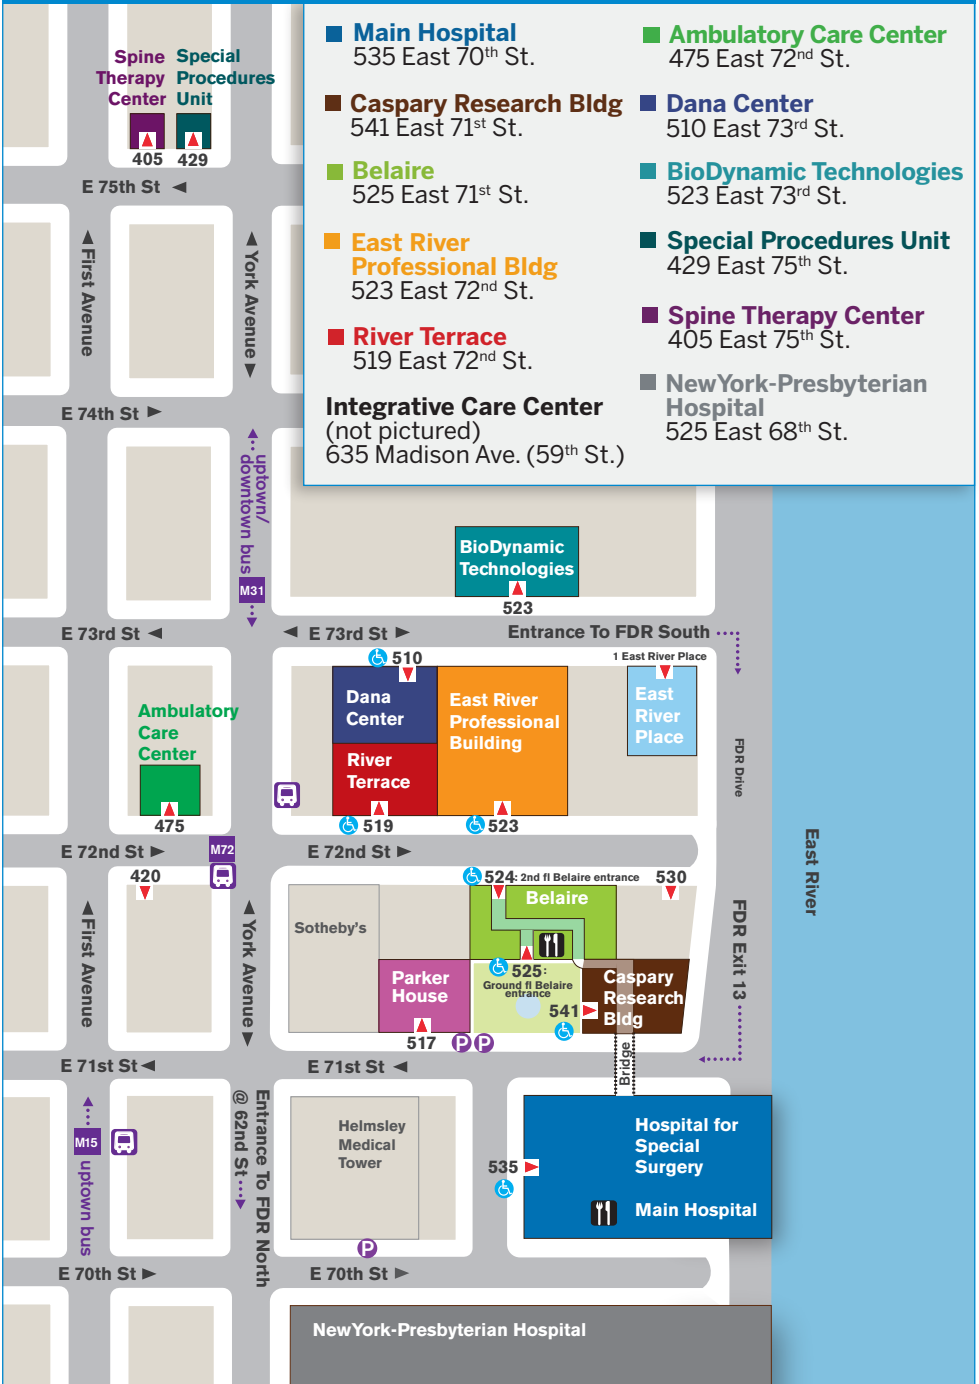 Main Hospital
535 East 70th St.
Caspary Research Bldg
541 East 71st St.
Belaire
525 East 71st St.
East River
Professional Bldg
523 East 72nd St.
River Terrace
519 East 72nd St.
Integrative Care Center
(not pictured)
635 Madison Ave. (59th St.)
Ambulatory Care Center
475 East 72nd St.
Dana Center
510 East 73rd St.
BioDynamic Technologies
523 East 73rd St.
Special Procedures Unit
429 East 75th St.
Spine Therapy Center
405 East 75th St.
NewYork-Presbyterian
Hospital
525 East 68th St.
Spine
Therapy
Center
Special
Procedures
Unit
405
429
E 75th St
First Avenue
York Avenue
E 74th St
uptown/
downtown bus
M31
BioDynamic
Technologies
523
E 73rd St
E 73rd St
Entrance To FDR South
510
1 East River Place
Dana
Center
East River
Professional
Building
East
River
Place
River
Terrace
Ambulatory
Care
Center
475
519
523
FDR Drive
East River
E 72nd St
M72
E 72nd St
420
524: 2nd fl Belaire entrance
530
Belaire
Sotheby's
First Avenue
York Avenue
FDR Exit 13
Parker
House
525:
Ground fl Belaire
entrance
541
Caspary
Research
Bldg
517
P
P
E 71st St
E 71st St
Bridge
M15
uptown bus
Entrance To FDR North
@ 62nd St
Helmsley
Medical
Tower
P
535
Hospital for
Special
Surgery
Main Hospital
E 70th St
E 70th St
NewYork-Presbyterian Hospital